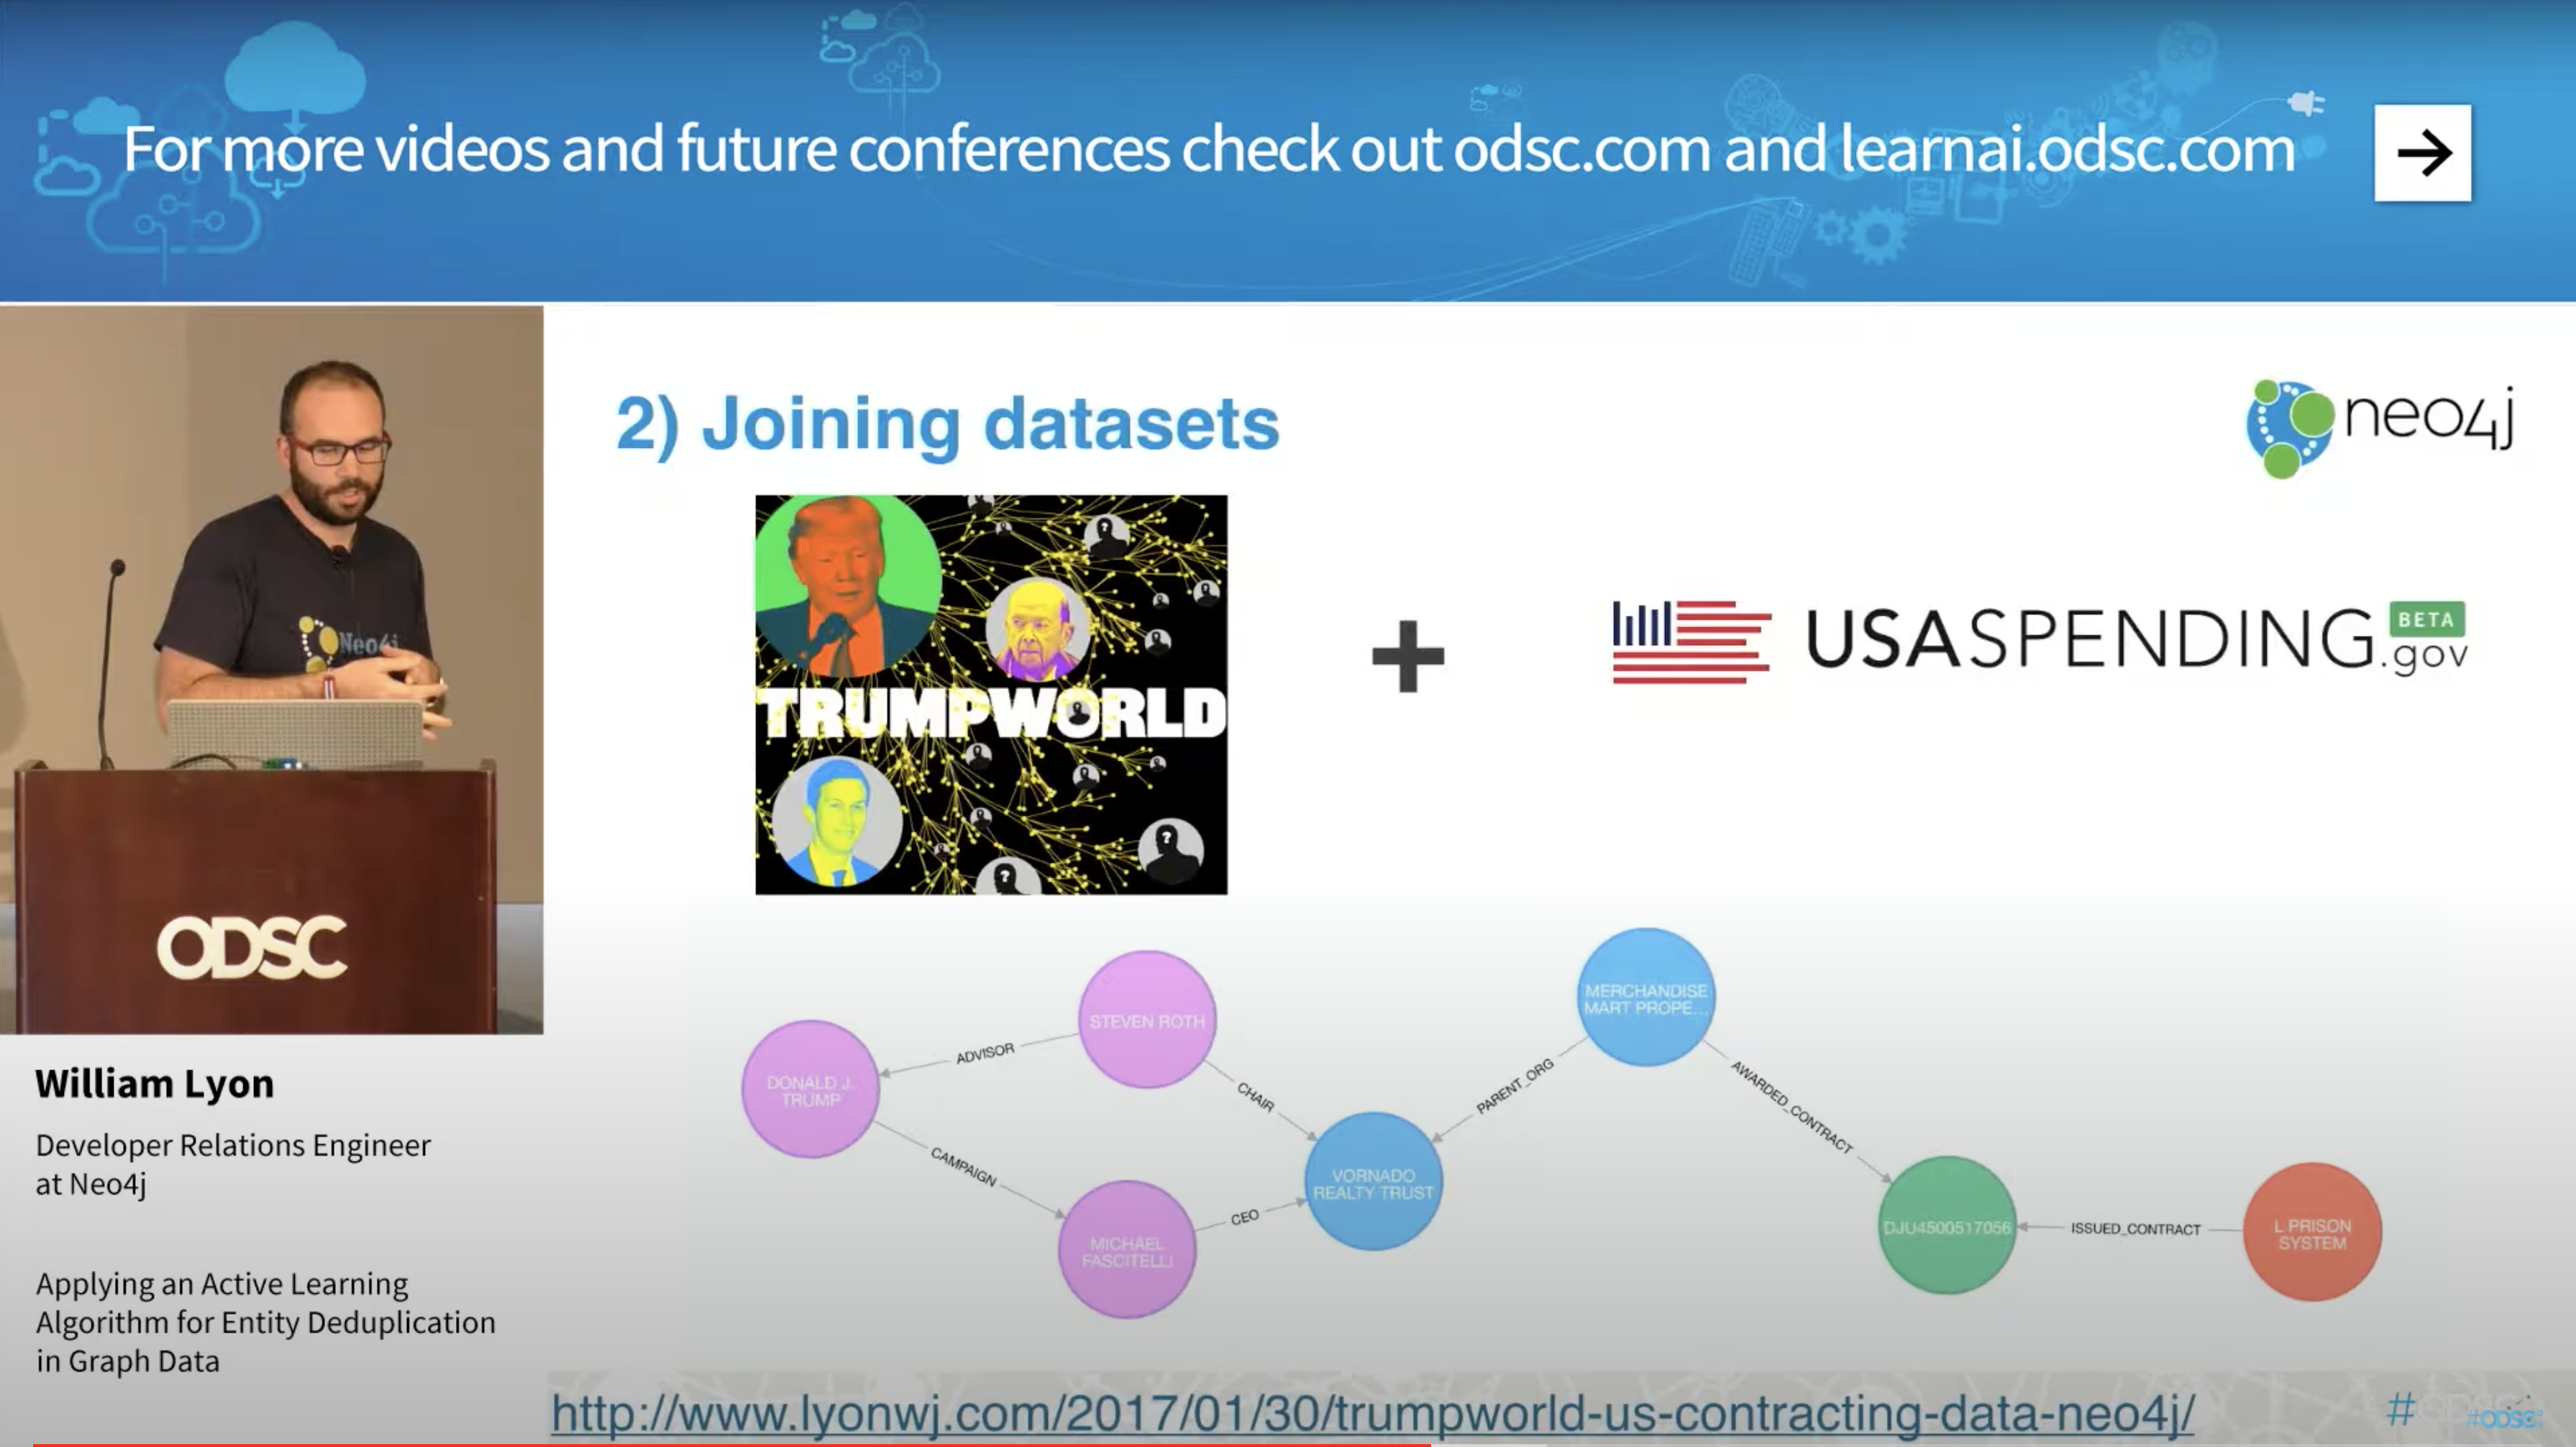 For more videos and future conferences check out odsc.com and learnai.odsc.com
2) Joining datasets
neo4j
Neo4j
TRUMPWORLD
+
USASPENDING.gov
BETA
ODSC
STEVEN ROTH
MERCHANDISE
MART PROPE...
DONALD J.
TRUMP
ADVISOR
CHAIR
PARENT_ORG
AWARDED_CONTRACT
CAMPAIGN
VORNADO
REALTY TRUST
CEO
MICHAEL
FASCITELLI
DJU4500517056
ISSUED_CONTRACT
L PRISON
SYSTEM
William Lyon
Developer Relations Engineer
at Neo4j
Applying an Active Learning
Algorithm for Entity Deduplication
in Graph Data
http://www.lyonwj.com/2017/01/30/trumpworld-us-contracting-data-neo4j/
#ODSC